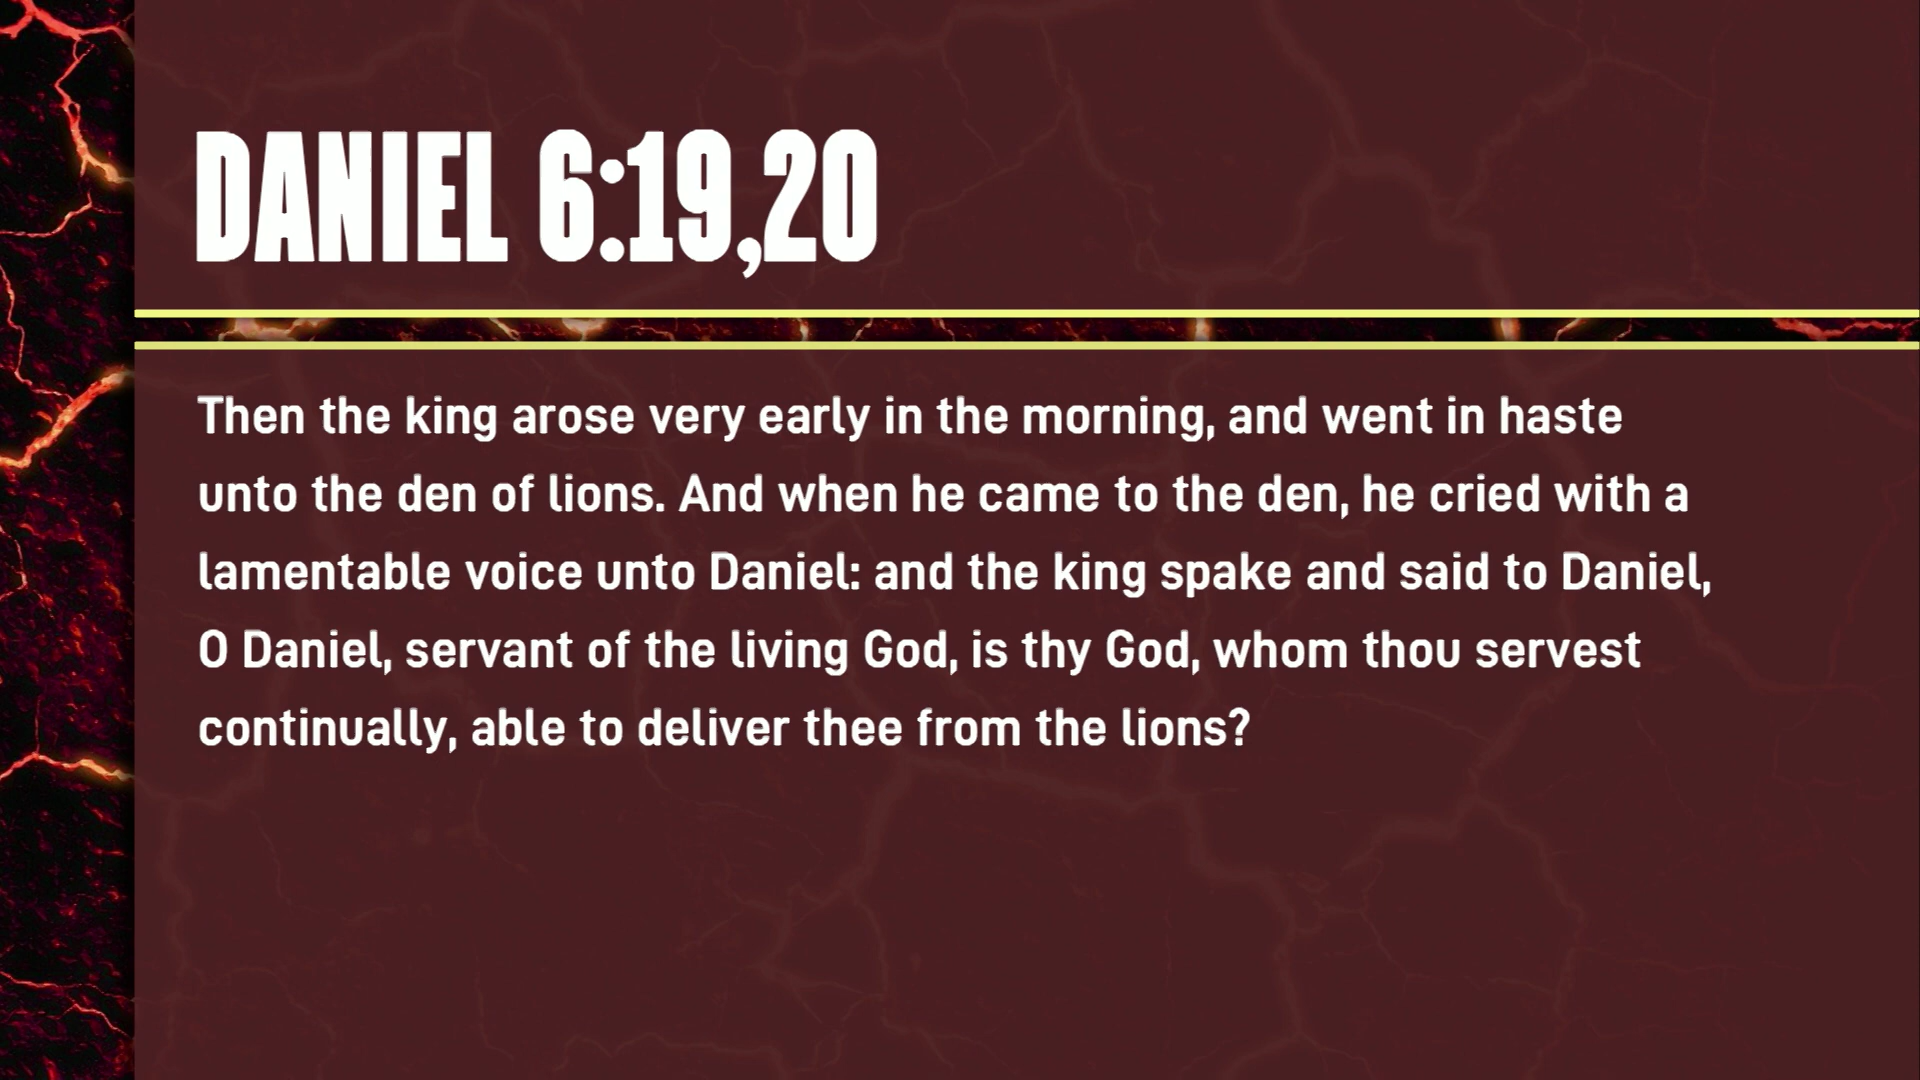 DANIEL 6:19,20
Then the king arose very early in the morning, and went in haste
unto the den of lions. And when he came to the den, he cried with a
lamentable voice unto Daniel: and the king spake and said to Daniel,
O Daniel, servant of the living God, is thy God, whom thou servest
continually, able to deliver thee from the lions?